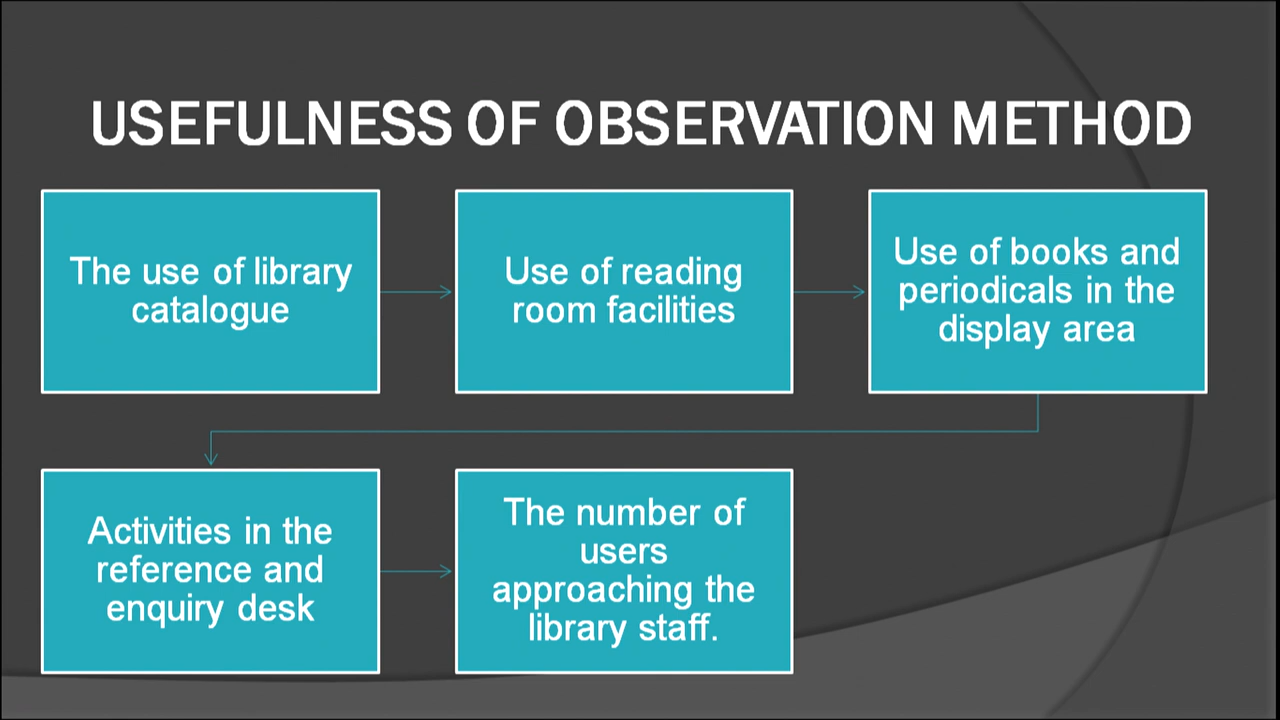 USEFULNESS OF OBSERVATION METHOD
The use of library
catalogue
Use of reading
room facilities
Use of books and
periodicals in the
display area
Activities in the
reference and
enquiry desk
The number of
users
approaching the
library staff.